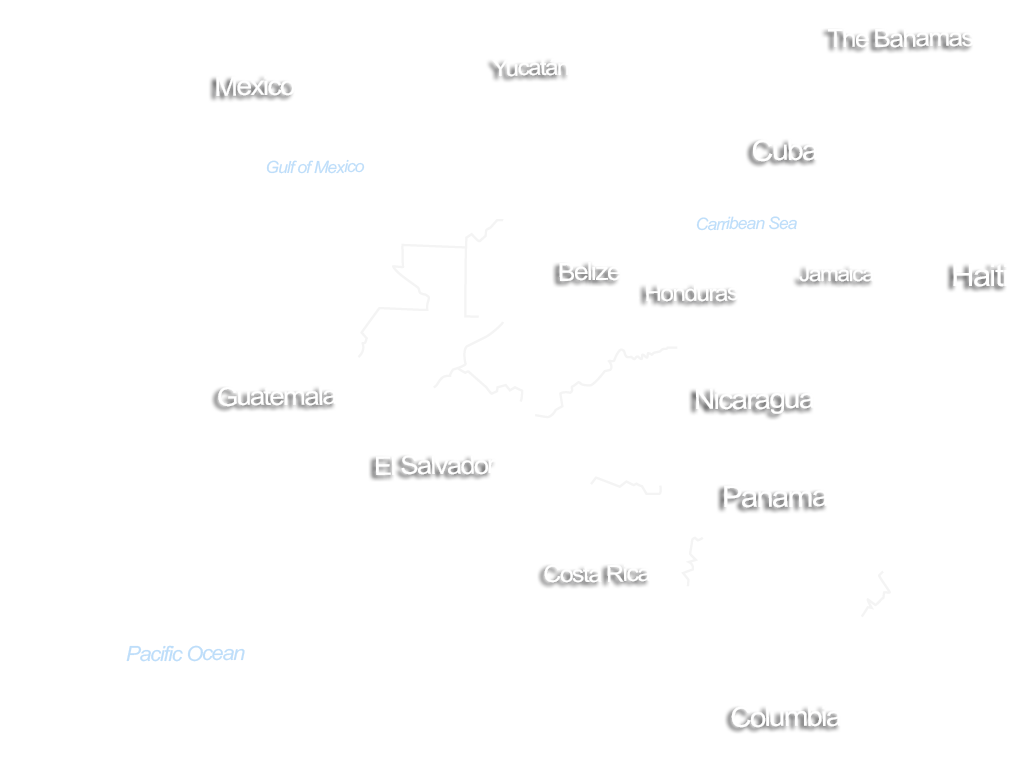 The Bahamas
Yucatan
Mexico
Cuba
Gulf of Mexico
Carribean Sea
Belize
Jamaica
Haiti
Honduras
Guatemala
Nicaragua
El Salvador
Panama
Costa Rica
Pacific Ocean
Columbia